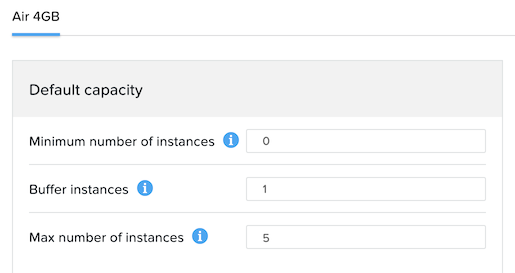 Air 4GB
Default capacity
Minimum number of instances i 0
Buffer instances i 1
Max number of instances i 5